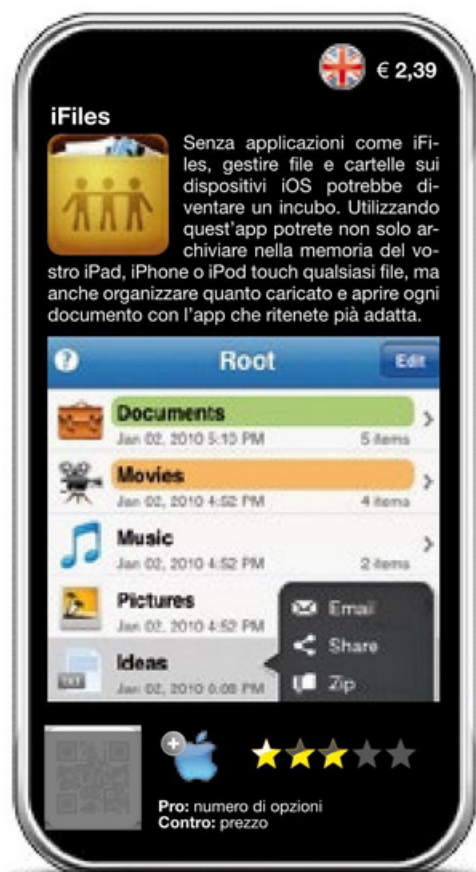 € 2,39
iFiles
Senza applicazioni come iFi-
les, gestire file e cartelle sui
dispositivi iOS potrebbe di-
ventare un incubo. Utilizzando
quest'app potrete non solo ar-
chiviare nella memoria del vo-
stro iPad, iPhone o iPod touch qualsiasi file, ma
anche organizzare quanto caricato e aprire ogni
documento con l'app che ritenete pià adatta.
? Root Edit
Documents
Jan 02, 2010 5:10 PM 5 items
Movies
Jan 02, 2010 4:52 PM 4 items
Music
Jan 02, 2010 4:52 PM 2 items
Pictures
Jan 02, 2010 4:52 PM
Email
Share
Ideas
TXT
Jan 02, 2010 6:08 PM
Zip
Pro: numero di opzioni
Contro: prezzo